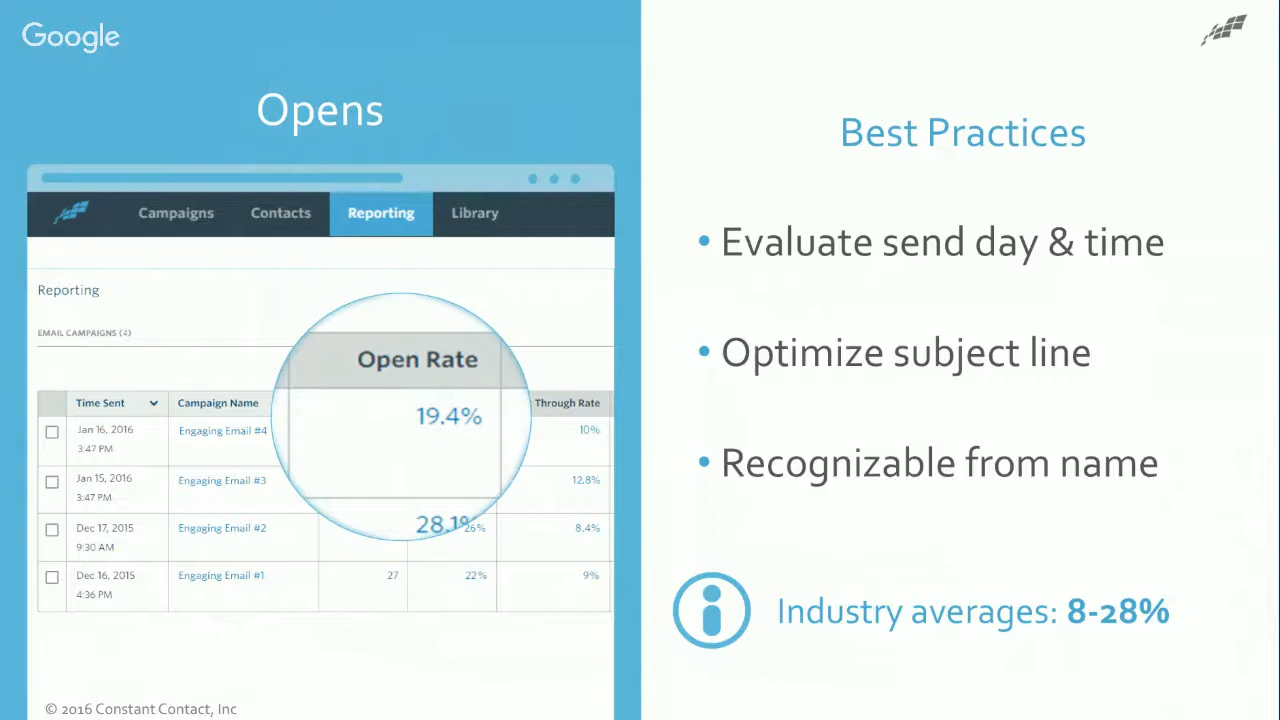 Google
Opens
Campaigns Contacts Reporting Library
Reporting
EMAIL CAMPAIGNS (4)
Open Rate
19.4%
28.1%
Time Sent Campaign Name Through Rate
Jan 16, 2016 Engaging Email #4 10%
3:47 PM
Jan 15, 2016 Engaging Email #3 12.8%
3:47 PM
Dec 17, 2015 Engaging Email #2 26% 8.4%
9:30 AM
Dec 16, 2015 Engaging Email #1 27 22% 9%
4:36 PM
© 2016 Constant Contact, Inc
Best Practices
• Evaluate send day & time
• Optimize subject line
• Recognizable from name
Industry averages: 8-28%